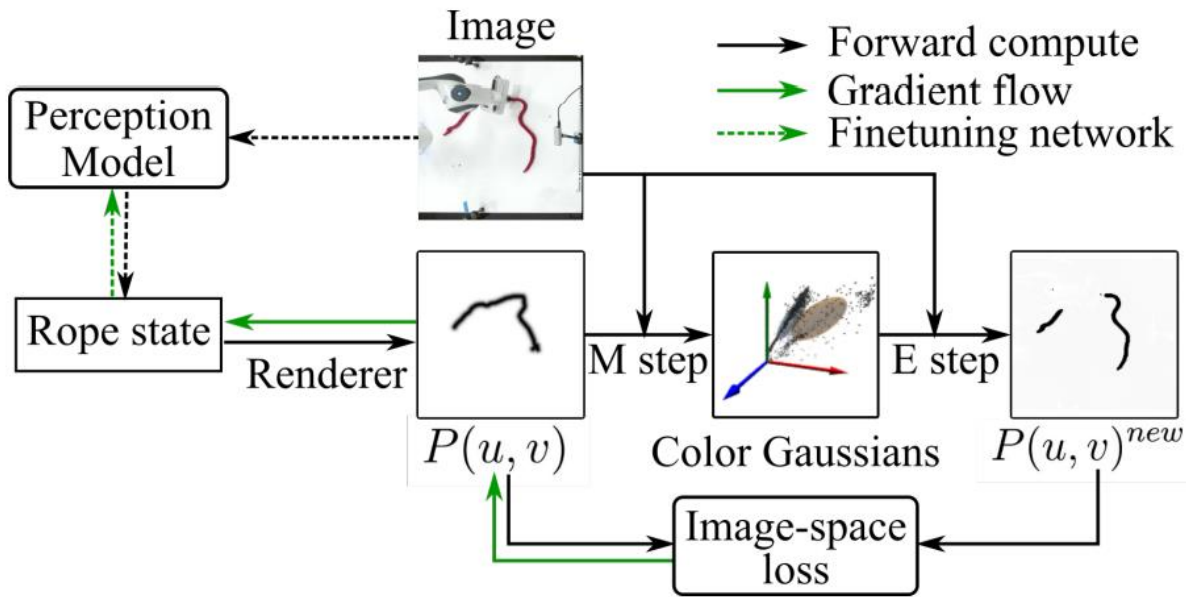 Image
Forward compute
Gradient flow
Finetuning network
Perception
Model
Rope state
Renderer
M step
E step
P(u, v)
Color Gaussians
P(u, v)^{new}
Image-space
loss